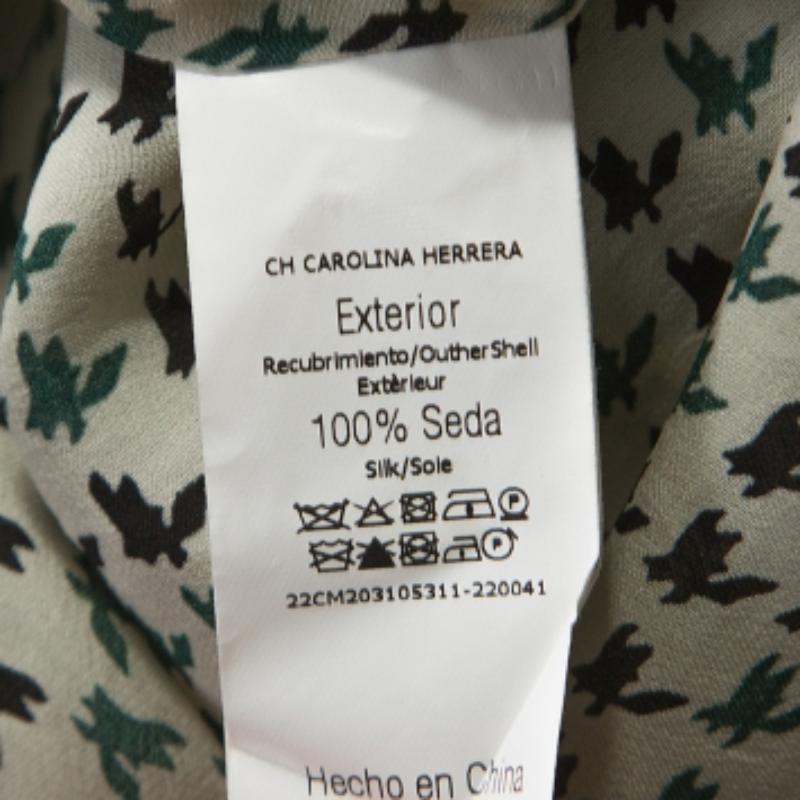 CH CAROLINA HERRERA
Exterior
Recubrimiento/OutherShell
Extèrieur
100% Seda
Silk/Soie
P
P
22CM203105311-220041
Hecho en China